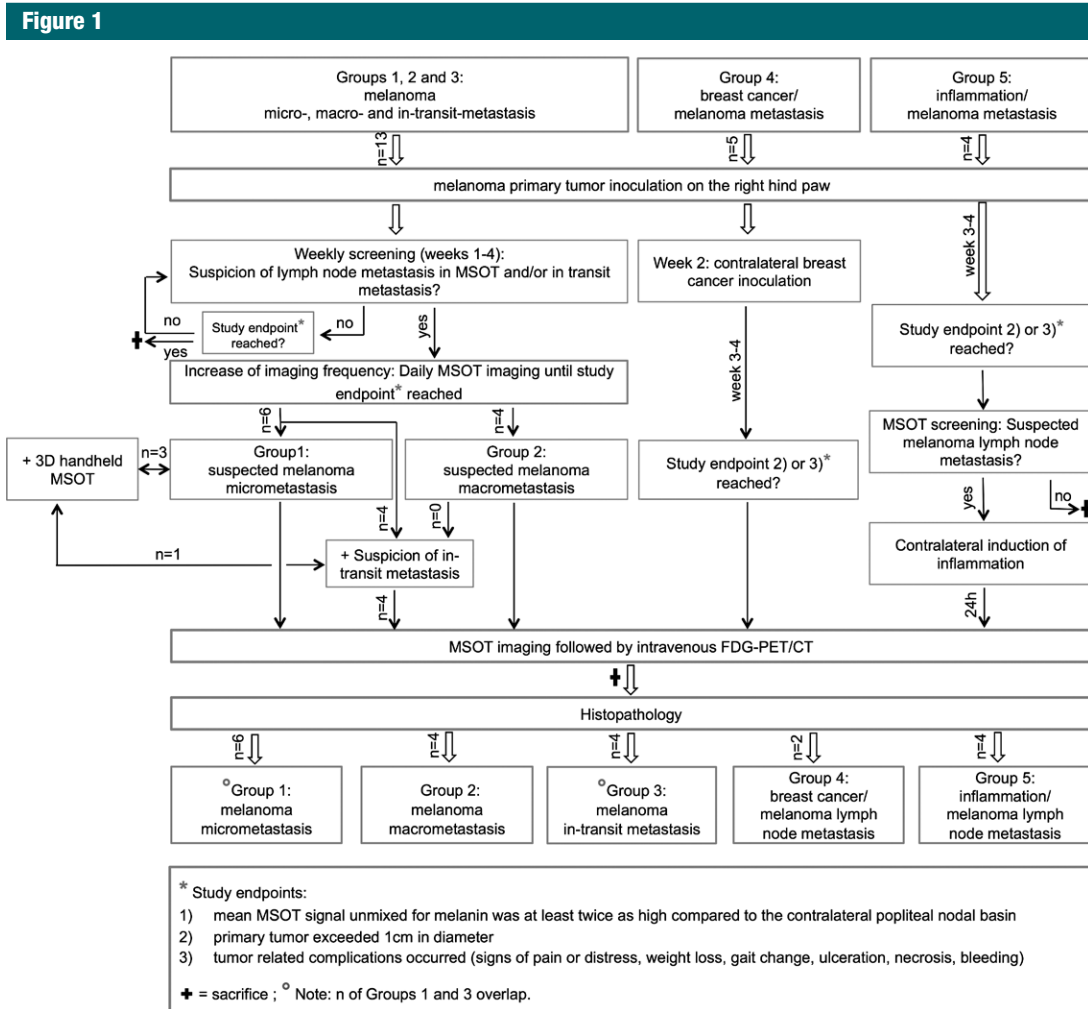 Figure 1
Groups 1, 2 and 3:
melanoma
micro-, macro- and in-transit-metastasis
Group 4:
breast cancer/
melanoma metastasis
Group 5:
inflammation/
melanoma metastasis
n=13
n=5
n=4
melanoma primary tumor inoculation on the right hind paw
Weekly screening (weeks 1-4):
Suspicion of lymph node metastasis in MSOT and/or in transit
metastasis?
Week 2: contralateral breast
cancer inoculation
week 3-4
no
yes
Study endpoint*
reached?
no
yes
Study endpoint 2) or 3)*
reached?
Increase of imaging frequency: Daily MSOT imaging until study
endpoint* reached
week 3-4
n=6
n=4
MSOT screening: Suspected
melanoma lymph node
metastasis?
+ 3D handheld
MSOT
n=3
Group1:
suspected melanoma
micrometastasis
Group 2:
suspected melanoma
macrometastasis
Study endpoint 2) or 3)*
reached?
yes
no
n=4
n=0
n=1
+ Suspicion of in-
transit metastasis
Contralateral induction of
inflammation
n=4
24h
MSOT imaging followed by intravenous FDG-PET/CT
Histopathology
n=6
n=4
n=4
n=2
n=4
°Group 1:
melanoma
micrometastasis
Group 2:
melanoma
macrometastasis
°Group 3:
melanoma
in-transit metastasis
Group 4:
breast cancer/
melanoma lymph
node metastasis
Group 5:
inflammation/
melanoma lymph
node metastasis
* Study endpoints:
1) mean MSOT signal unmixed for melanin was at least twice as high compared to the contralateral popliteal nodal basin
2) primary tumor exceeded 1cm in diameter
3) tumor related complications occurred (signs of pain or distress, weight loss, gait change, ulceration, necrosis, bleeding)
✚ = sacrifice ; ° Note: n of Groups 1 and 3 overlap.